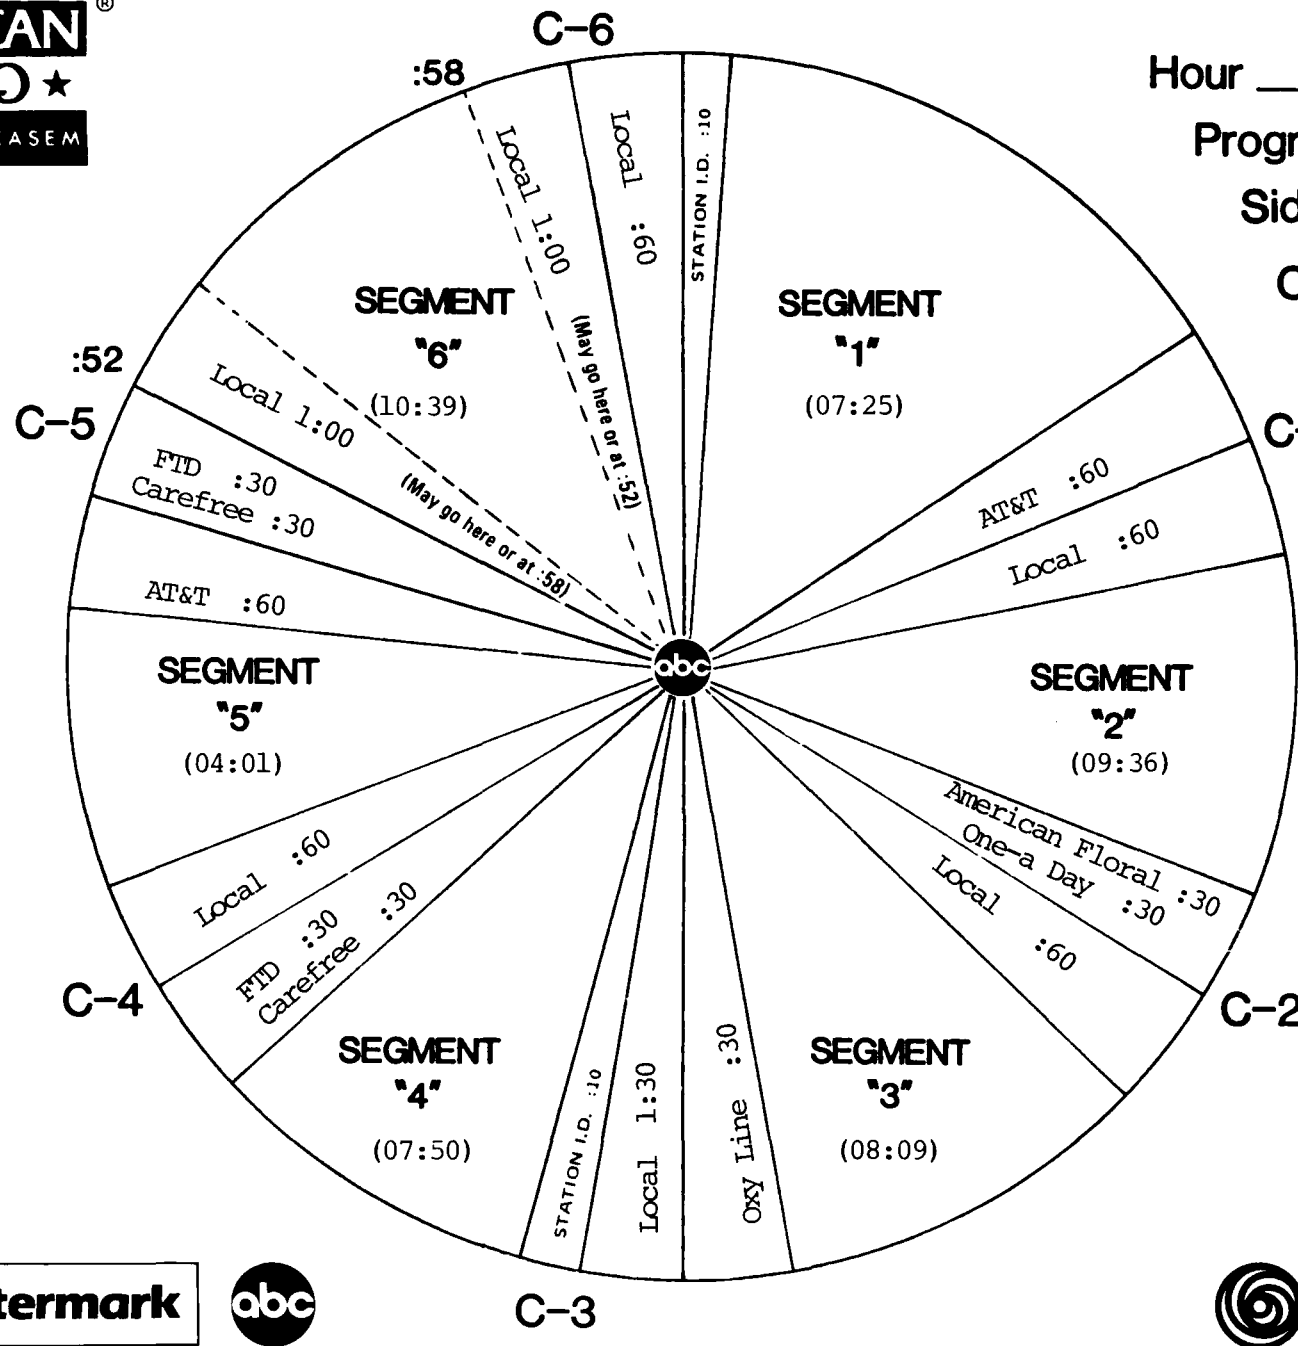 ®
C-6
:58
Hour
:52
C-5
Local 1:00
(May go here or at :52)
Local :60
STATION I.D. :10
SEGMENT
"1"
(07:25)
AT&T :60
Local :60
SEGMENT
"2"
(09:36)
American Floral :30
One-a Day :30
Local :60
C-2
SEGMENT
"3"
(08:09)
Oxy Line :30
Local 1:30
STATION I.D. :10
C-3
SEGMENT
"4"
(07:50)
FTD :30
Carefree :30
C-4
Local :60
SEGMENT
"5"
(04:01)
AT&T :60
FTD :30
Carefree :30
Local 1:00
(May go here or at :58)
SEGMENT
"6"
(10:39)
abc
abc